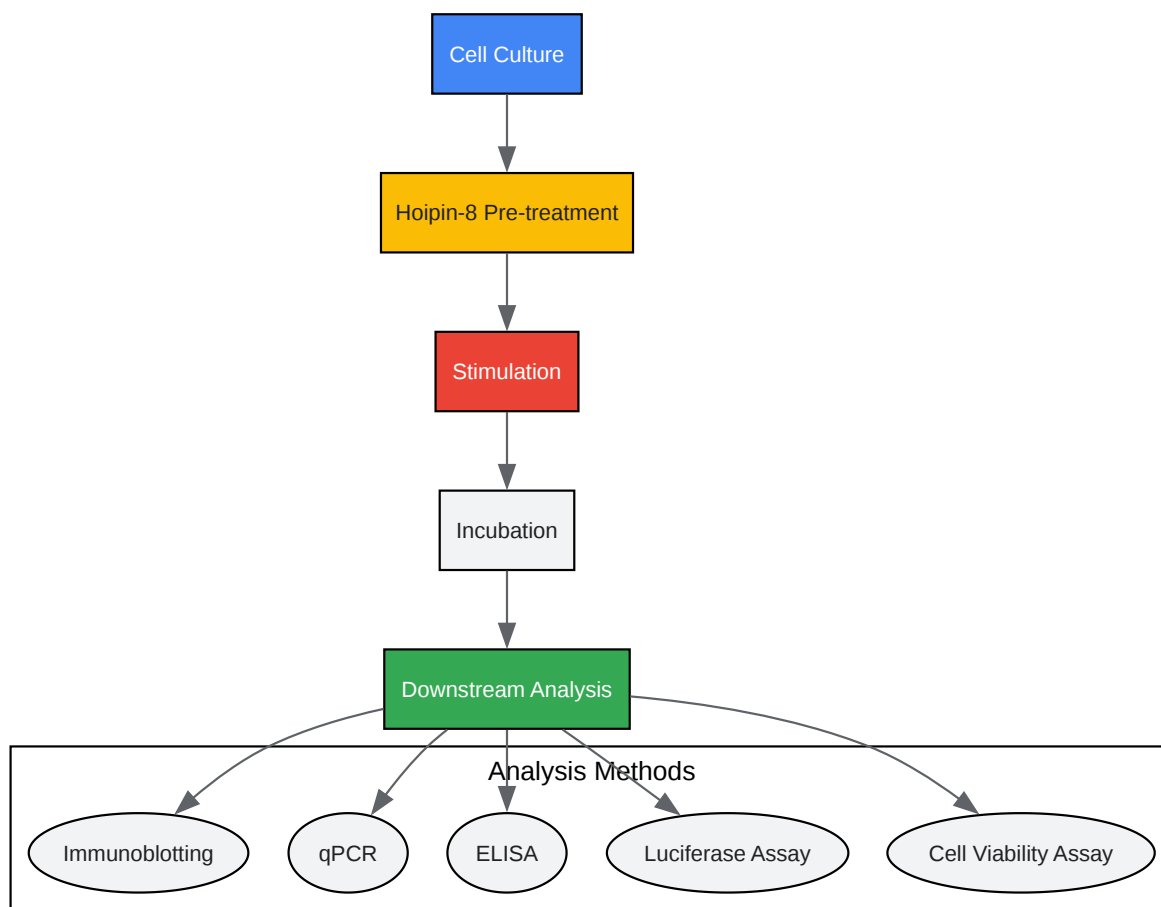 Cell Culture
Hoipin-8 Pre-treatment
Stimulation
Incubation
Downstream Analysis
Analysis Methods
Immunoblotting
qPCR
ELISA
Luciferase Assay
Cell Viability Assay